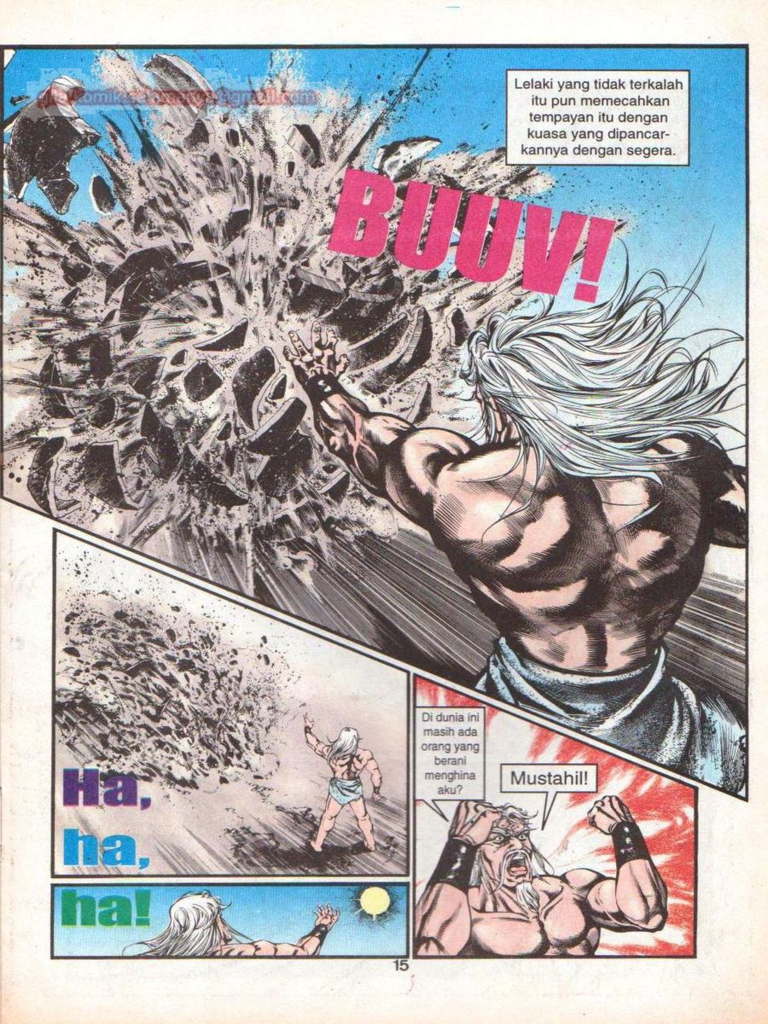 Lelaki yang tidak terkalah
itu pun memecahkan
tempayan itu dengan
kuasa yang dipancar-
kannya dengan segera.
BUUV!
Ha,
ha,
ha!
Di dunia ini
masih ada
orang yang
berani
menghina
aku?
Mustahil!
15